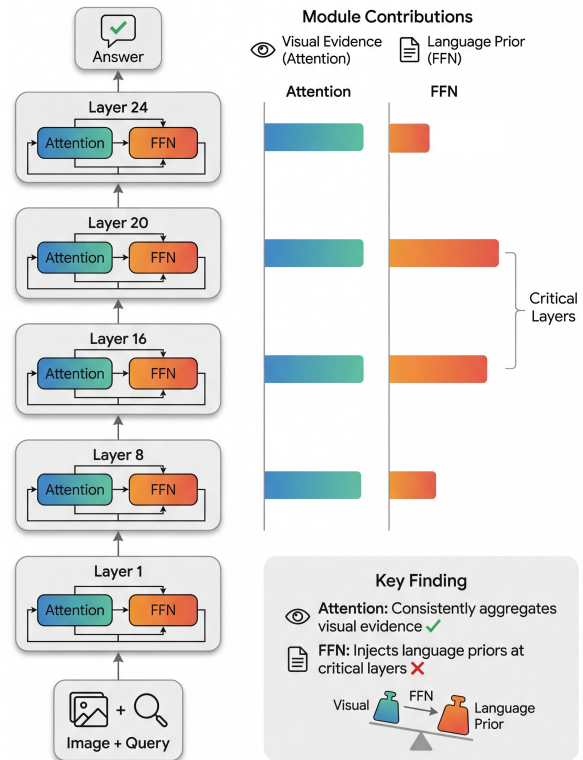 Answer
Layer 24
Attention
FFN
Layer 20
Attention
FFN
Layer 16
Attention
FFN
Layer 8
Attention
FFN
Layer 1
Attention
FFN
Image + Query
Module Contributions
Visual Evidence
(Attention)
Language Prior
(FFN)
Attention
FFN
Critical
Layers
Key Finding
Attention: Consistently aggregates
visual evidence
FFN: Injects language priors at
critical layers
Visual
FFN
Language
Prior